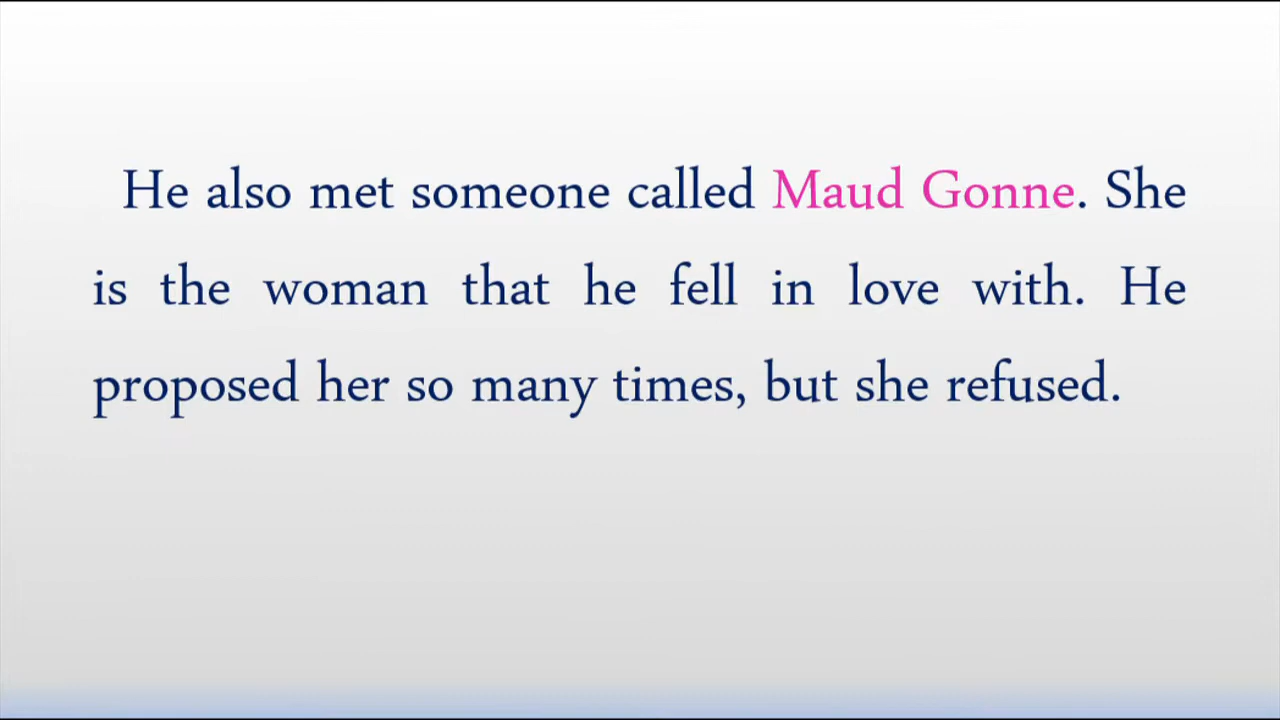 He also met someone called Maud Gonne. She
is the woman that he fell in love with. He
proposed her so many times, but she refused.